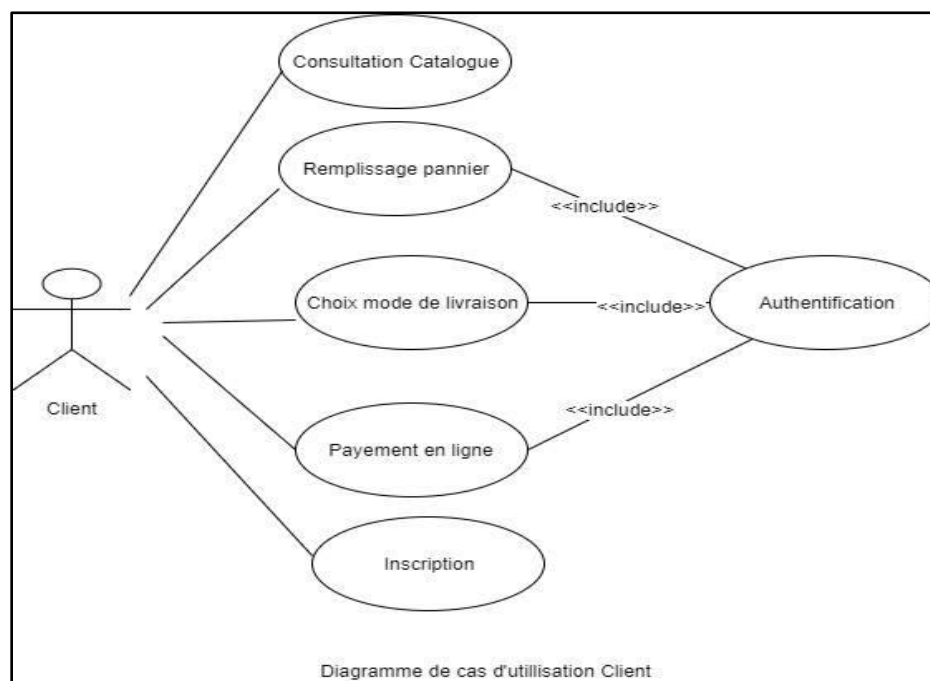 Consultation Catalogue
Remplissage pannier
<<include>>
Choix mode de livraison
<<include>>
Authentification
Client
<<include>>
Payement en ligne
Inscription
Diagramme de cas d'utillisation Client